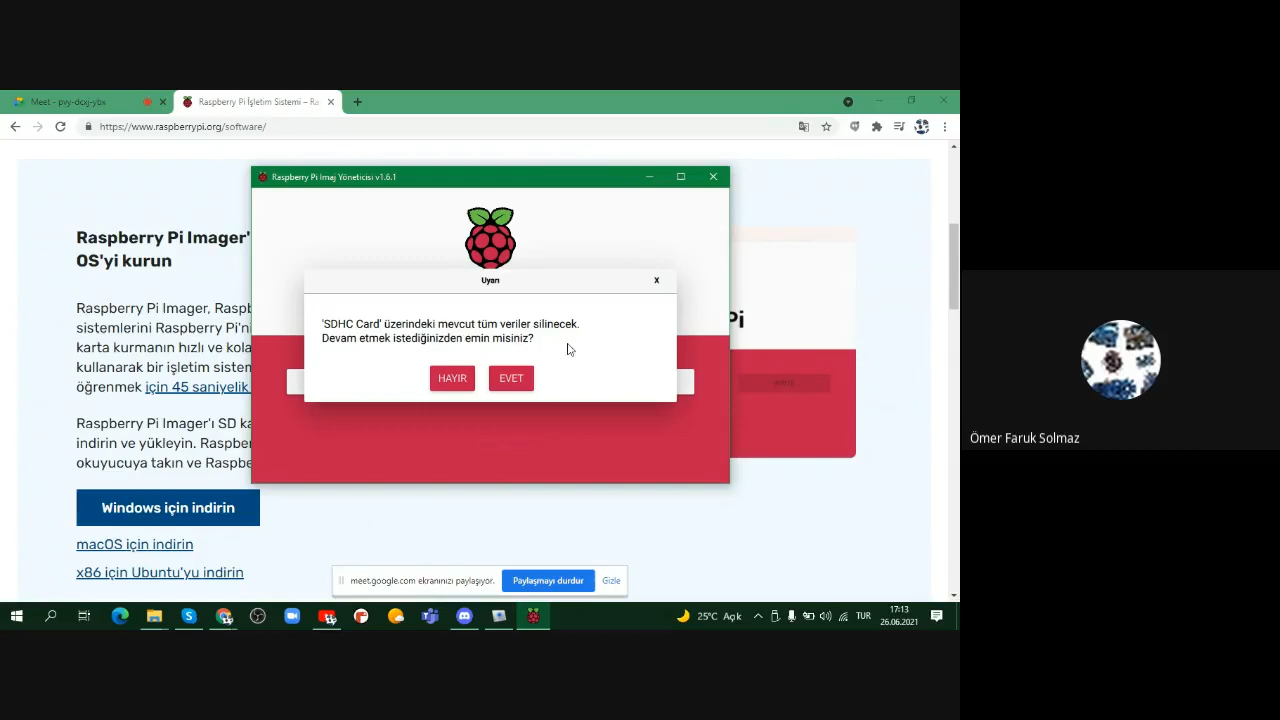 Meet - pvy-dcxj-ybx
Raspberry Pi İşletim Sistemi – Ra
https://www.raspberrypi.org/software/
Raspberry Pi Imager'
OS'yi kurun
Raspberry Pi Imager, Raspb
sistemlerini Raspberry Pi'n
karta kurmanın hızlı ve kola
kullanarak bir işletim sistem
öğrenmek için 45 saniyelik
Raspberry Pi Imager'ı SD ka
indirin ve yükleyin. Raspber
okuyucuya takın ve Raspbe
Windows için indirin
macOS için indirin
x86 için Ubuntu'yu indirin
Raspberry Pi Imaj Yöneticisi v1.6.1
Uyarı
X
'SDHC Card' üzerindeki mevcut tüm veriler silinecek.
Devam etmek istediğinizden emin misiniz?
HAYIR
EVET
Pi
meet.google.com ekranınızı paylaşıyor.
Paylaşmayı durdur
Gizle
25°C Açık
TUR
17:13
26.06.2021
Ömer Faruk Solmaz